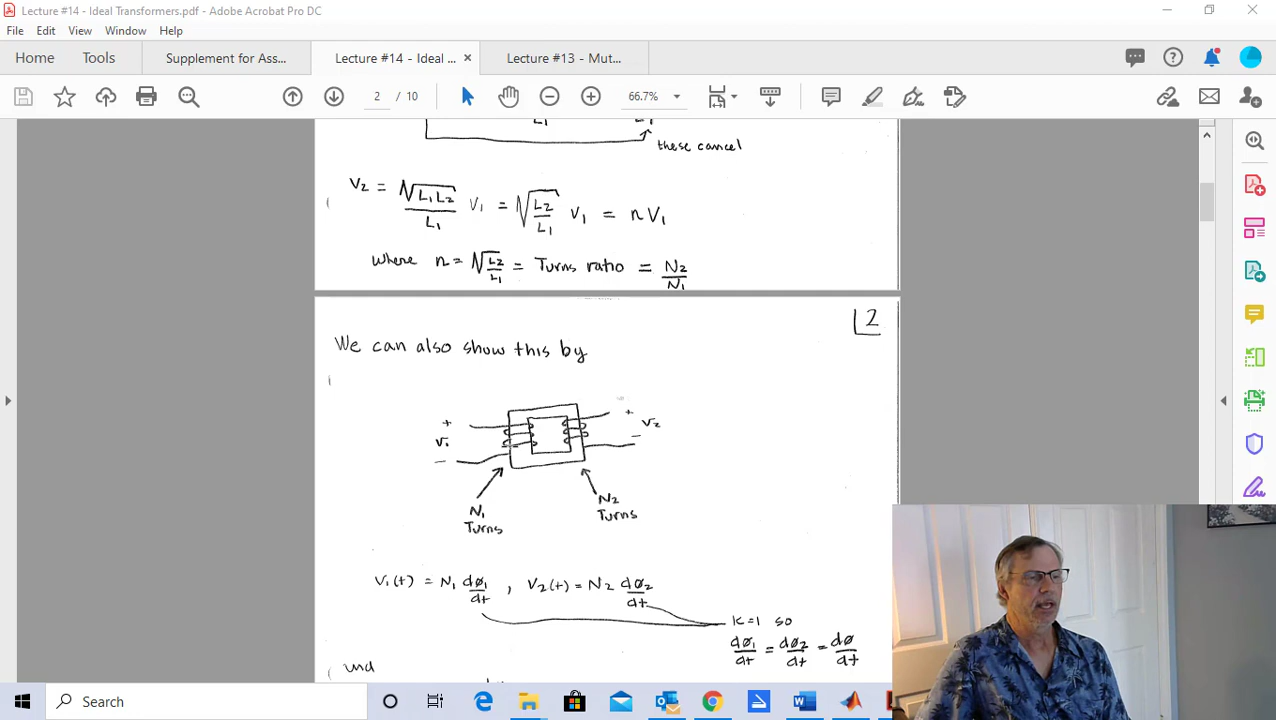 Lecture #14 - Ideal Transformers.pdf - Adobe Acrobat Pro DC
File Edit View Window Help
Home Tools Supplement for Ass... Lecture #14 - Ideal ... × Lecture #13 - Mut...
2 / 10 66.7%
L1
these cancel
V2 = √L1L2 / L1 V1 = √L2/L1 V1 = nV1
where n = √L2/L1 = Turns ratio = N2/N1
2
We can also show this by
+ +
V1 V2
- -
N1 Turns
N2 Turns
V1(t) = N1 dø1/dt , V2(t) = N2 dø2/dt
K=1 so
dø1/dt = dø2/dt = dø/dt
Search